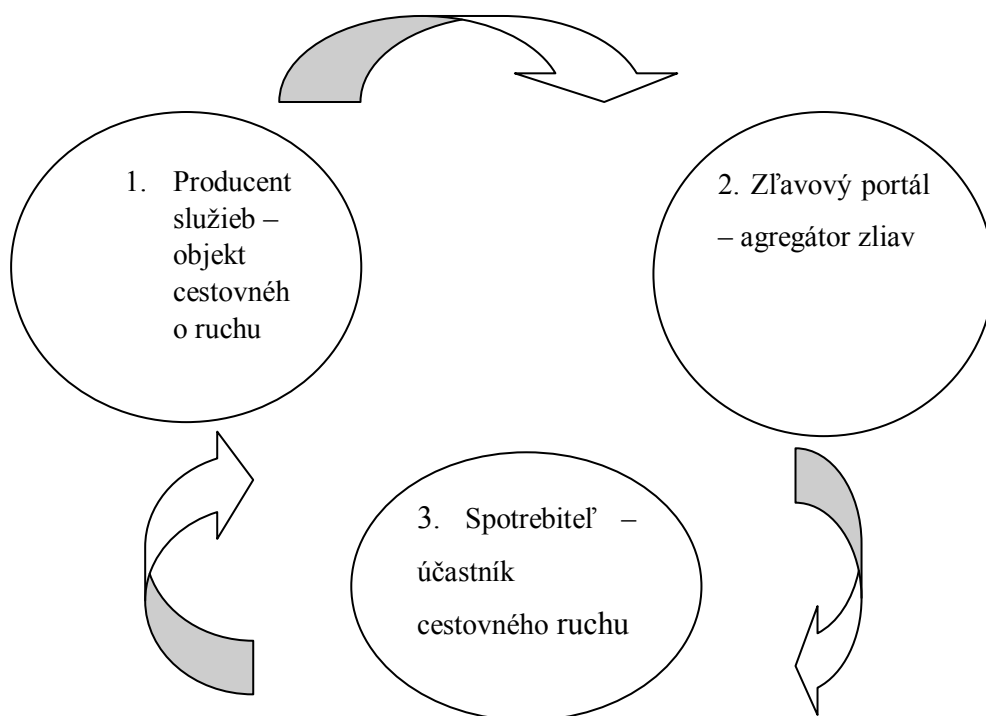 1. Producent
služieb –
objekt
cestovnéh
o ruchu
2. Zľavový portál
– agregátor zliav
3. Spotrebiteľ –
účastník
cestovného ruchu